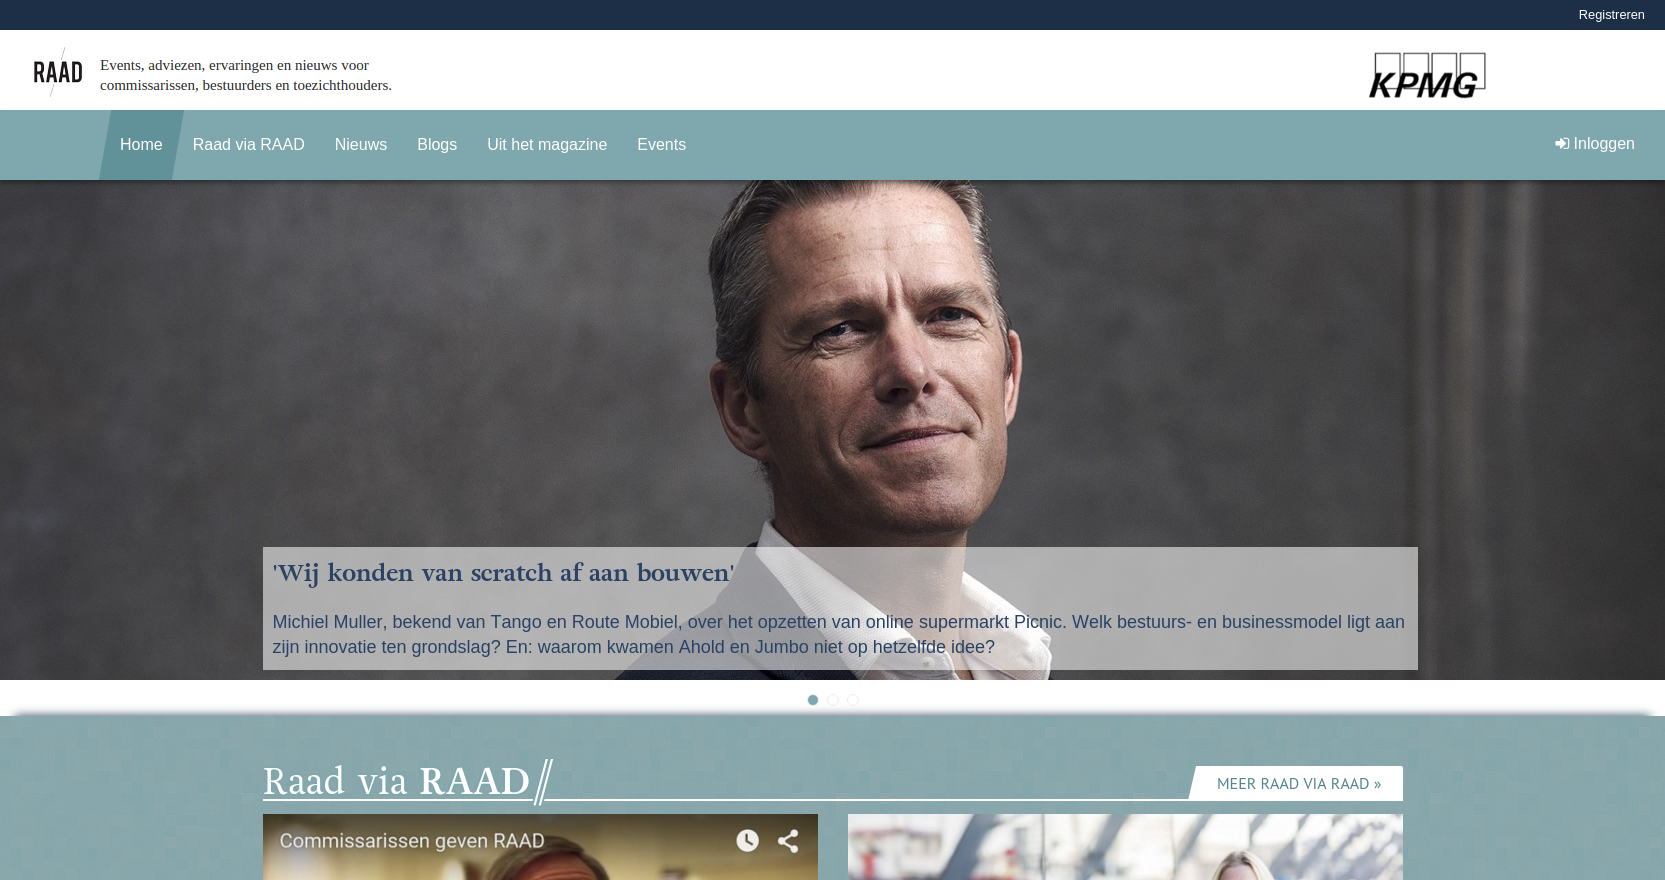 Registreren
RAAD
Events, adviezen, ervaringen en nieuws voor
commissarissen, bestuurders en toezichthouders.
KPMG
Home
Raad via RAAD
Nieuws
Blogs
Uit het magazine
Events
Inloggen
'Wij konden van scratch af aan bouwen'
Michiel Muller, bekend van Tango en Route Mobiel, over het opzetten van online supermarkt Picnic. Welk bestuurs- en businessmodel ligt aan
zijn innovatie ten grondslag? En: waarom kwamen Ahold en Jumbo niet op hetzelfde idee?
Raad via RAAD
MEER RAAD VIA RAAD »
Commissarissen geven RAAD